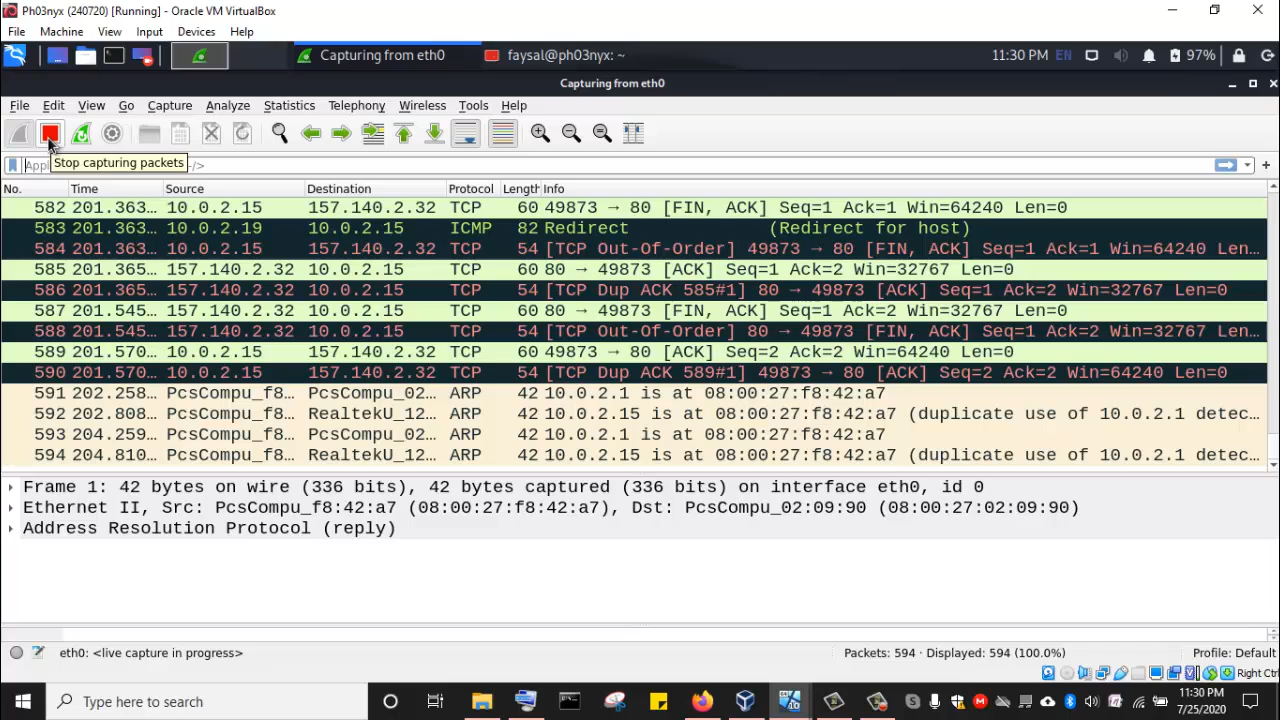 Ph03nyx (240720) [Running] - Oracle VM VirtualBox
File Machine View Input Devices Help
Capturing from eth0 faysal@ph03nyx: ~ 11:30 PM EN 97%
Capturing from eth0
File Edit View Go Capture Analyze Statistics Telephony Wireless Tools Help
Stop capturing packets
Appl -/>
No. Time Source Destination Protocol Length Info
582 201.363… 10.0.2.15 157.140.2.32 TCP 60 49873 → 80 [FIN, ACK] Seq=1 Ack=1 Win=64240 Len=0
583 201.363… 10.0.2.19 10.0.2.15 ICMP 82 Redirect (Redirect for host)
584 201.363… 10.0.2.15 157.140.2.32 TCP 54 [TCP Out-Of-Order] 49873 → 80 [FIN, ACK] Seq=1 Ack=1 Win=64240 Len…
585 201.365… 157.140.2.32 10.0.2.15 TCP 60 80 → 49873 [ACK] Seq=1 Ack=2 Win=32767 Len=0
586 201.365… 157.140.2.32 10.0.2.15 TCP 54 [TCP Dup ACK 585#1] 80 → 49873 [ACK] Seq=1 Ack=2 Win=32767 Len=0
587 201.545… 157.140.2.32 10.0.2.15 TCP 60 80 → 49873 [FIN, ACK] Seq=1 Ack=2 Win=32767 Len=0
588 201.545… 157.140.2.32 10.0.2.15 TCP 54 [TCP Out-Of-Order] 80 → 49873 [FIN, ACK] Seq=1 Ack=2 Win=32767 Len…
589 201.570… 10.0.2.15 157.140.2.32 TCP 60 49873 → 80 [ACK] Seq=2 Ack=2 Win=64240 Len=0
590 201.570… 10.0.2.15 157.140.2.32 TCP 54 [TCP Dup ACK 589#1] 49873 → 80 [ACK] Seq=2 Ack=2 Win=64240 Len=0
591 202.258… PcsCompu_f8… PcsCompu_02… ARP 42 10.0.2.1 is at 08:00:27:f8:42:a7
592 202.808… PcsCompu_f8… RealtekU_12… ARP 42 10.0.2.15 is at 08:00:27:f8:42:a7 (duplicate use of 10.0.2.1 detec…
593 204.259… PcsCompu_f8… PcsCompu_02… ARP 42 10.0.2.1 is at 08:00:27:f8:42:a7
594 204.810… PcsCompu_f8… RealtekU_12… ARP 42 10.0.2.15 is at 08:00:27:f8:42:a7 (duplicate use of 10.0.2.1 detec…
Frame 1: 42 bytes on wire (336 bits), 42 bytes captured (336 bits) on interface eth0, id 0
Ethernet II, Src: PcsCompu_f8:42:a7 (08:00:27:f8:42:a7), Dst: PcsCompu_02:09:90 (08:00:27:02:09:90)
Address Resolution Protocol (reply)
eth0: <live capture in progress> Packets: 594 · Displayed: 594 (100.0%) Profile: Default
Right Ctrl
Type here to search
11:30 PM
7/25/2020